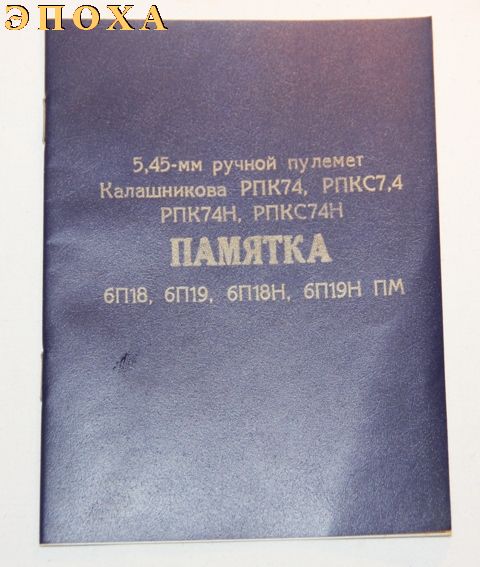 ЭПОХА
5,45-мм ручной пулемет
Калашникова РПК74, РПКС7,4
РПК74Н, РПКС74Н
ПАМЯТКА
6П18, 6П19, 6П18Н, 6П19Н ПМ